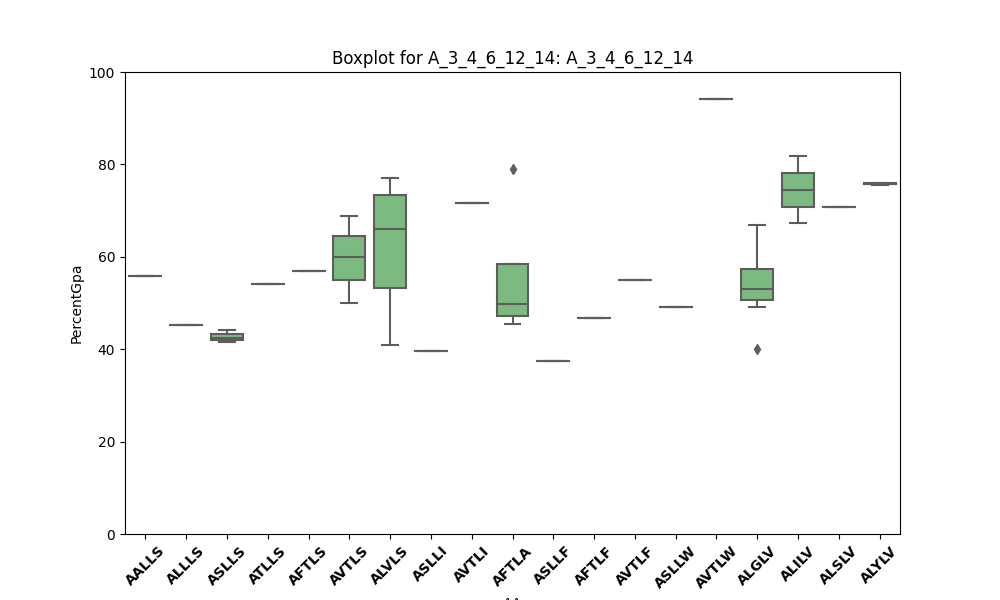 Boxplot for A_3_4_6_12_14: A_3_4_6_12_14
PercentGpa
100
80
60
40
20
0
AALLS ALLLS ASLLS ATLLS AFTLS AVTLS ALVLS ASLLI AVTLI AFTLA ASLLF AFTLF AVTLF ASLLW AVTLW ALGLV ALILV ALSLV ALYLV